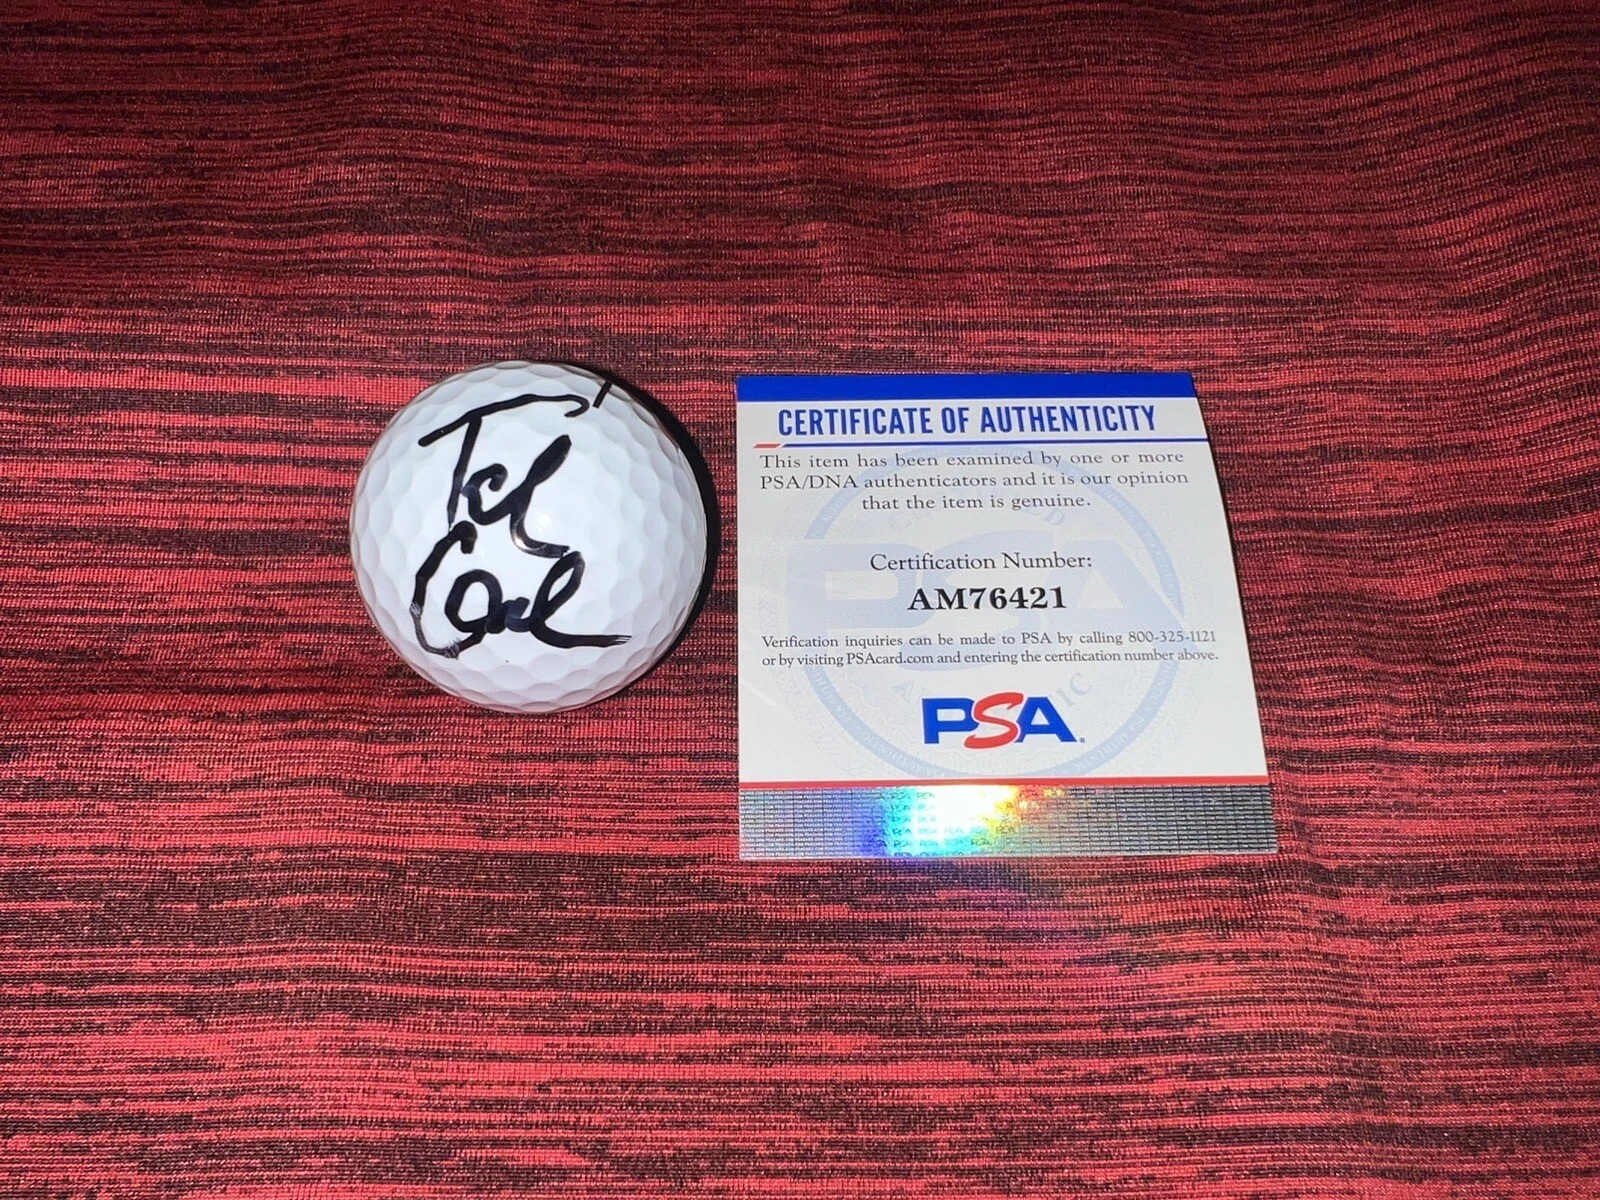 CERTIFICATE OF AUTHENTICITY
This item has been examined by one or more
PSA/DNA authenticators and it is our opinion
that the item is genuine.
Certification Number:
AM76421
Verification inquiries can be made to PSA by calling 800-325-1121
or by visiting PSAcard.com and entering the certification number above.
PSA